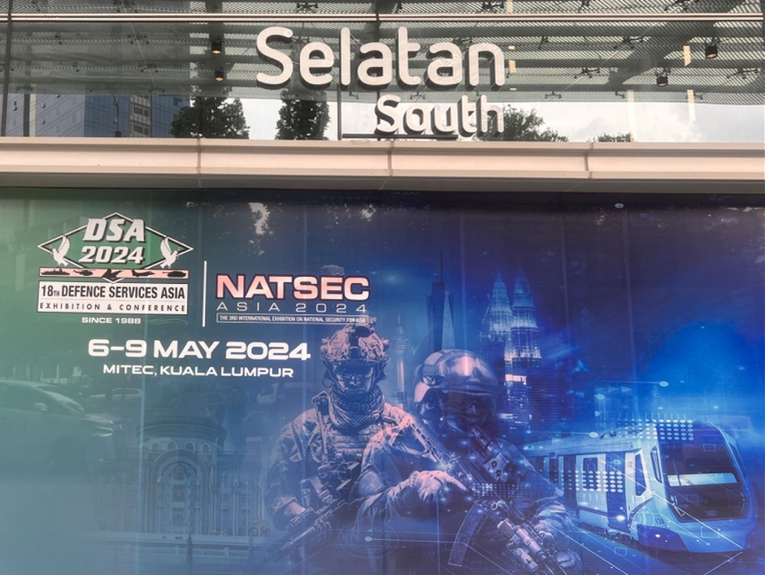 Selatan
South
DSA
2024
18TH DEFENCE SERVICES ASIA
EXHIBITION & CONFERENCE
SINCE 1988
NATSEC
ASIA 2024
THE 3RD INTERNATIONAL EXHIBITION ON NATIONAL SECURITY FOR ASIA
6-9 MAY 2024
MITEC, KUALA LUMPUR